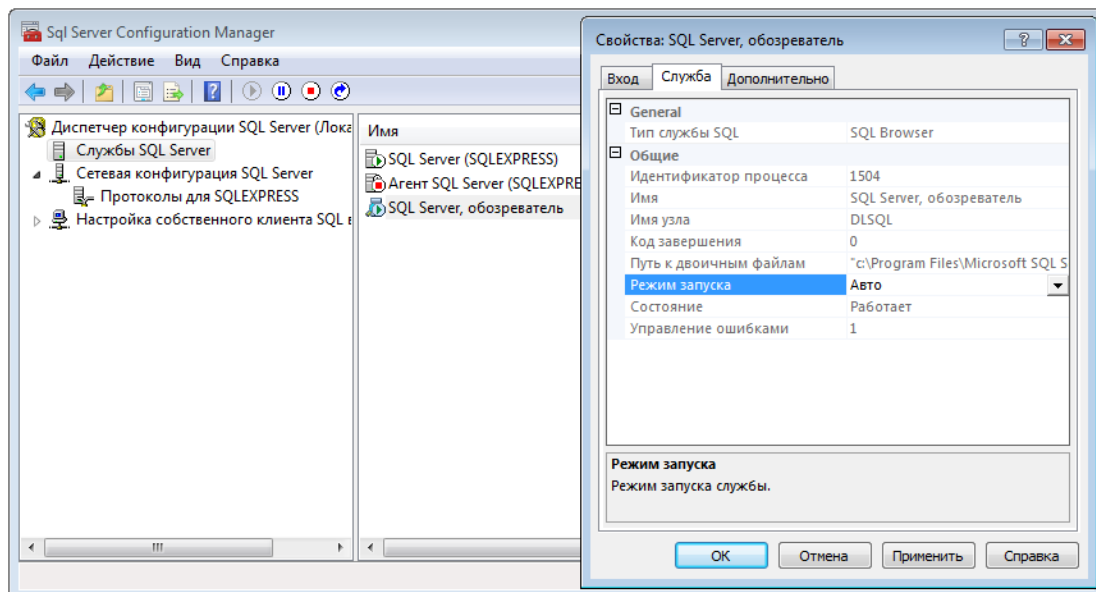 Sql Server Configuration Manager
Файл Действие Вид Справка
Диспетчер конфигурации SQL Server (Лока
Службы SQL Server
Сетевая конфигурация SQL Server
Протоколы для SQLEXPRESS
Настройка собственного клиента SQL в
Имя
SQL Server (SQLEXPRESS)
Агент SQL Server (SQLEXPRE
SQL Server, обозреватель
Свойства: SQL Server, обозреватель
Вход Служба Дополнительно
General
Тип службы SQL SQL Browser
Общие
Идентификатор процесса 1504
Имя SQL Server, обозреватель
Имя узла DLSQL
Код завершения 0
Путь к двоичным файлам "c:\Program Files\Microsoft SQL S
Режим запуска Авто
Состояние Работает
Управление ошибками 1
Режим запуска
Режим запуска службы.
OK Отмена Применить Справка